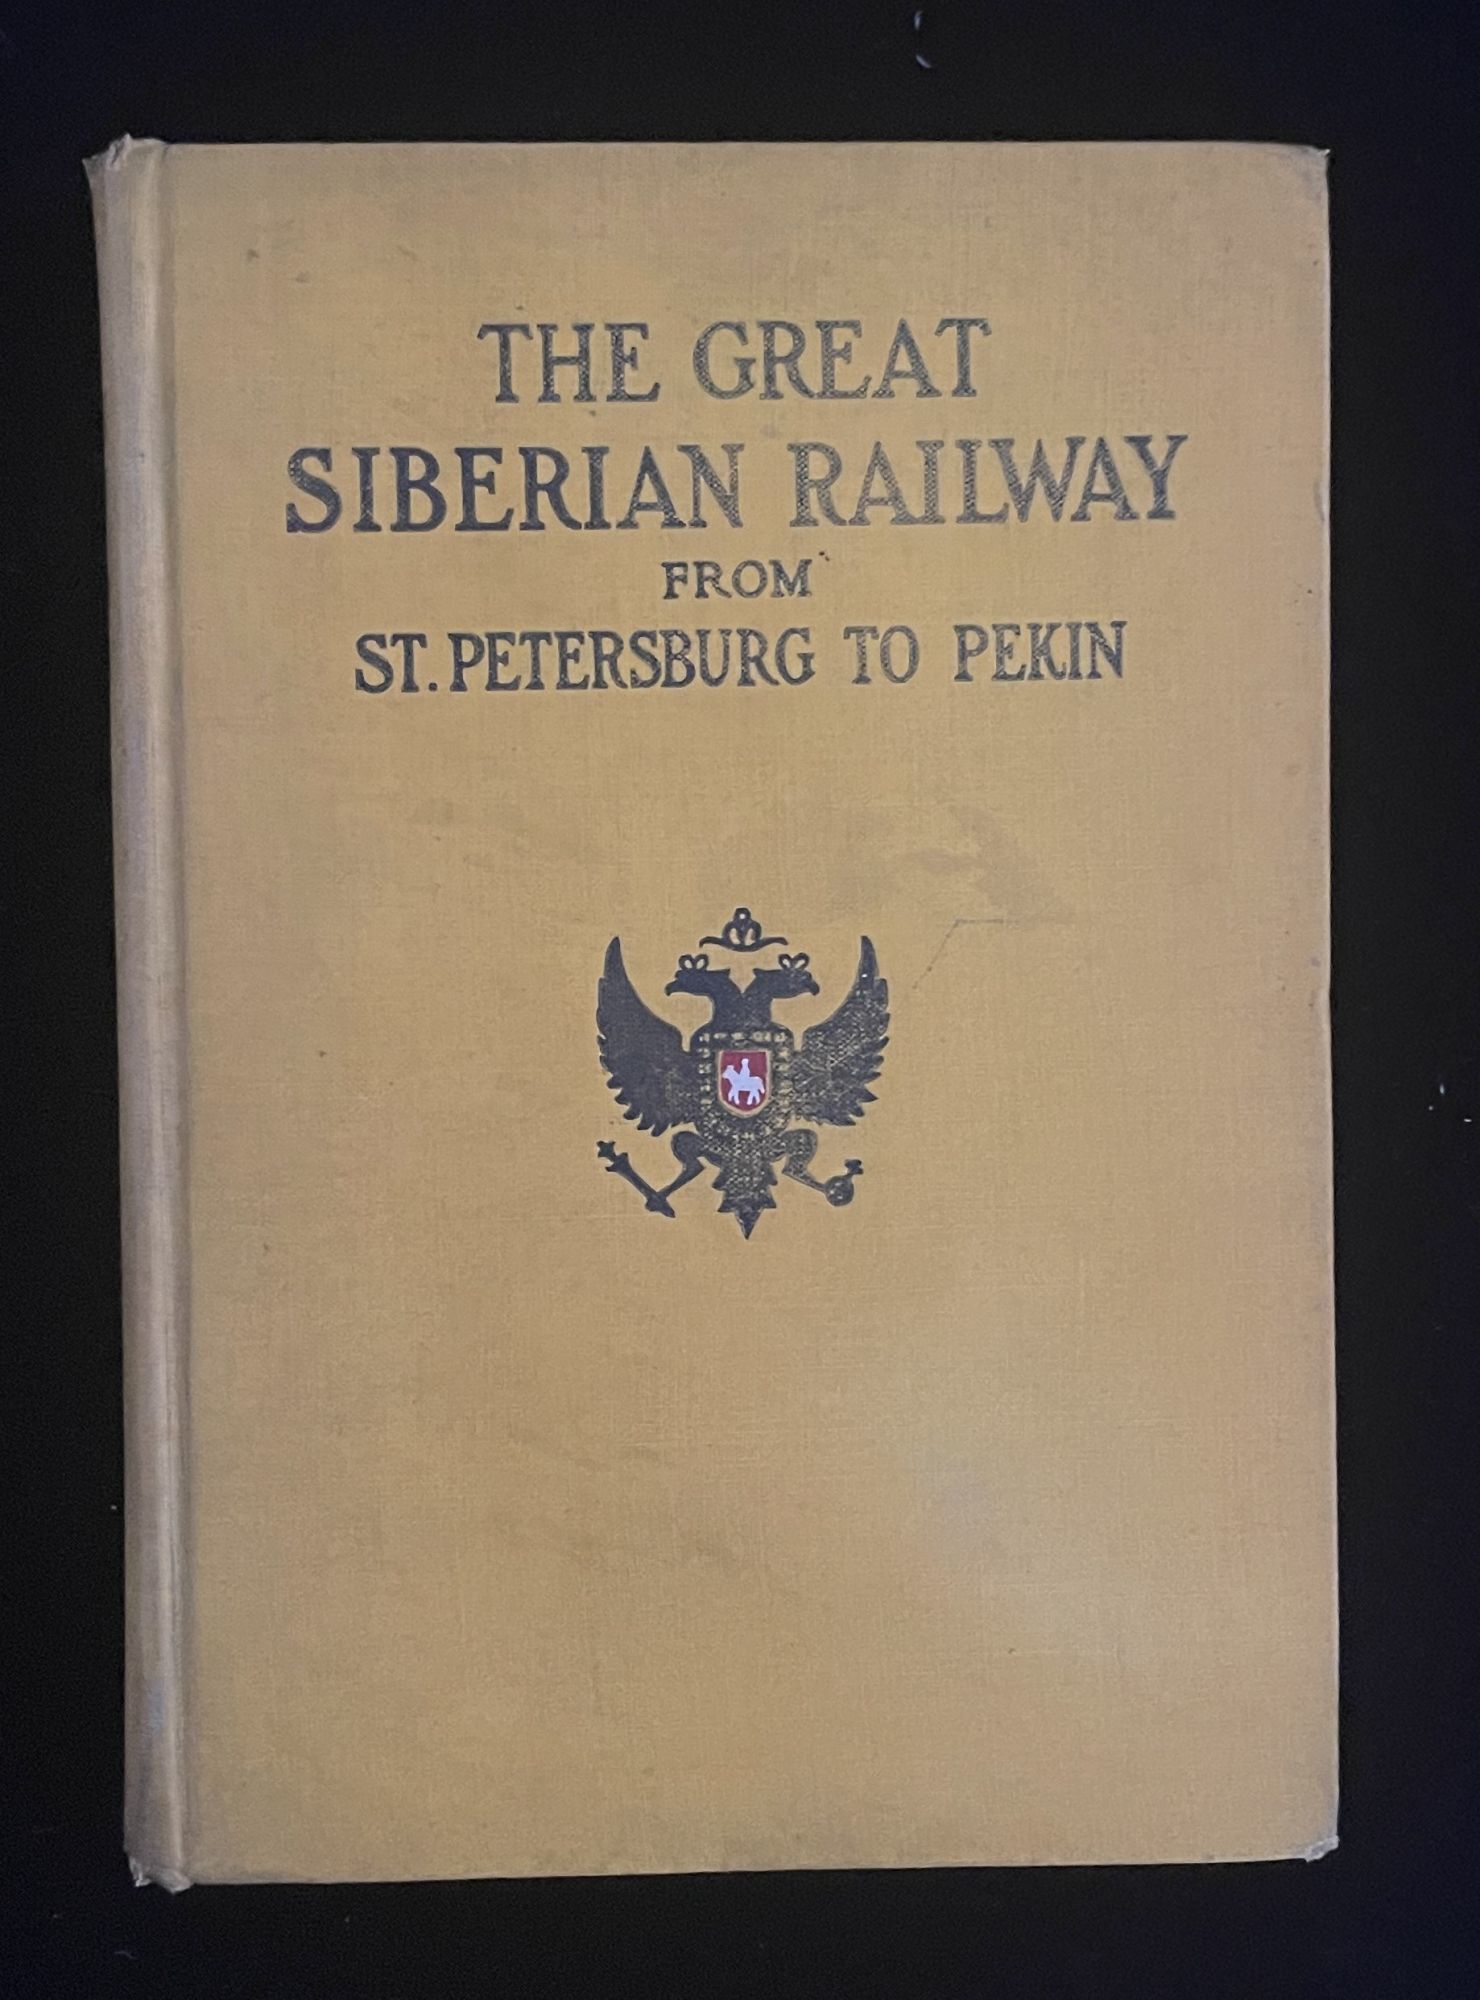 THE GREAT
SIBERIAN RAILWAY
FROM
ST. PETERSBURG TO PEKIN